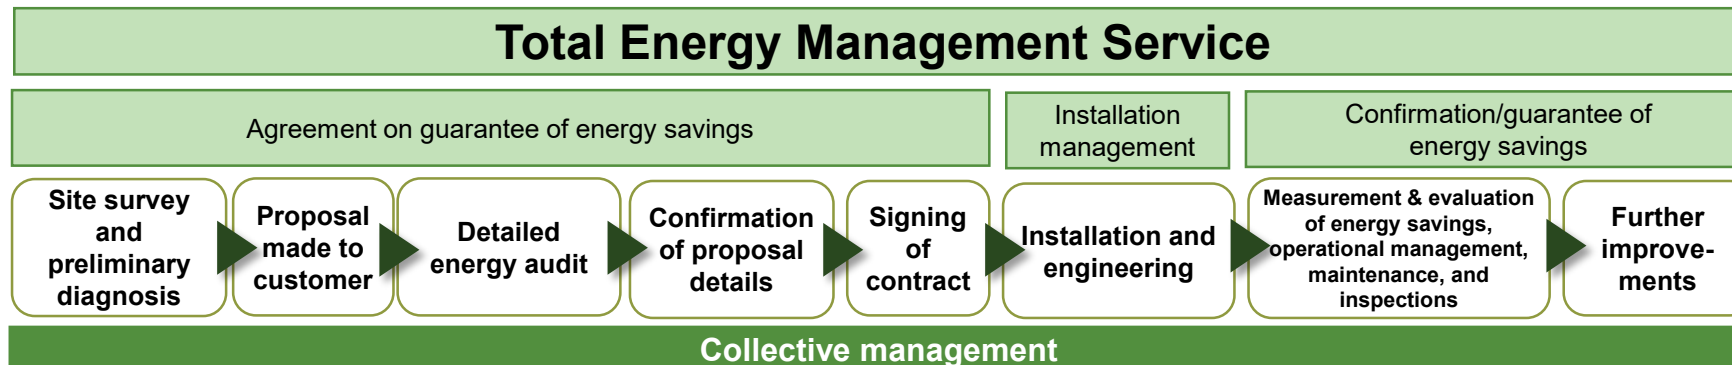 Total Energy Management Service
Agreement on guarantee of energy savings
Installation
management
Confirmation/guarantee of
energy savings
Site survey
and
preliminary
diagnosis
Proposal
made to
customer
Detailed
energy audit
Confirmation
of proposal
details
Signing
of
contract
Installation and
engineering
Measurement & evaluation
of energy savings,
operational management,
maintenance, and
inspections
Further
improve-
ments
Collective management